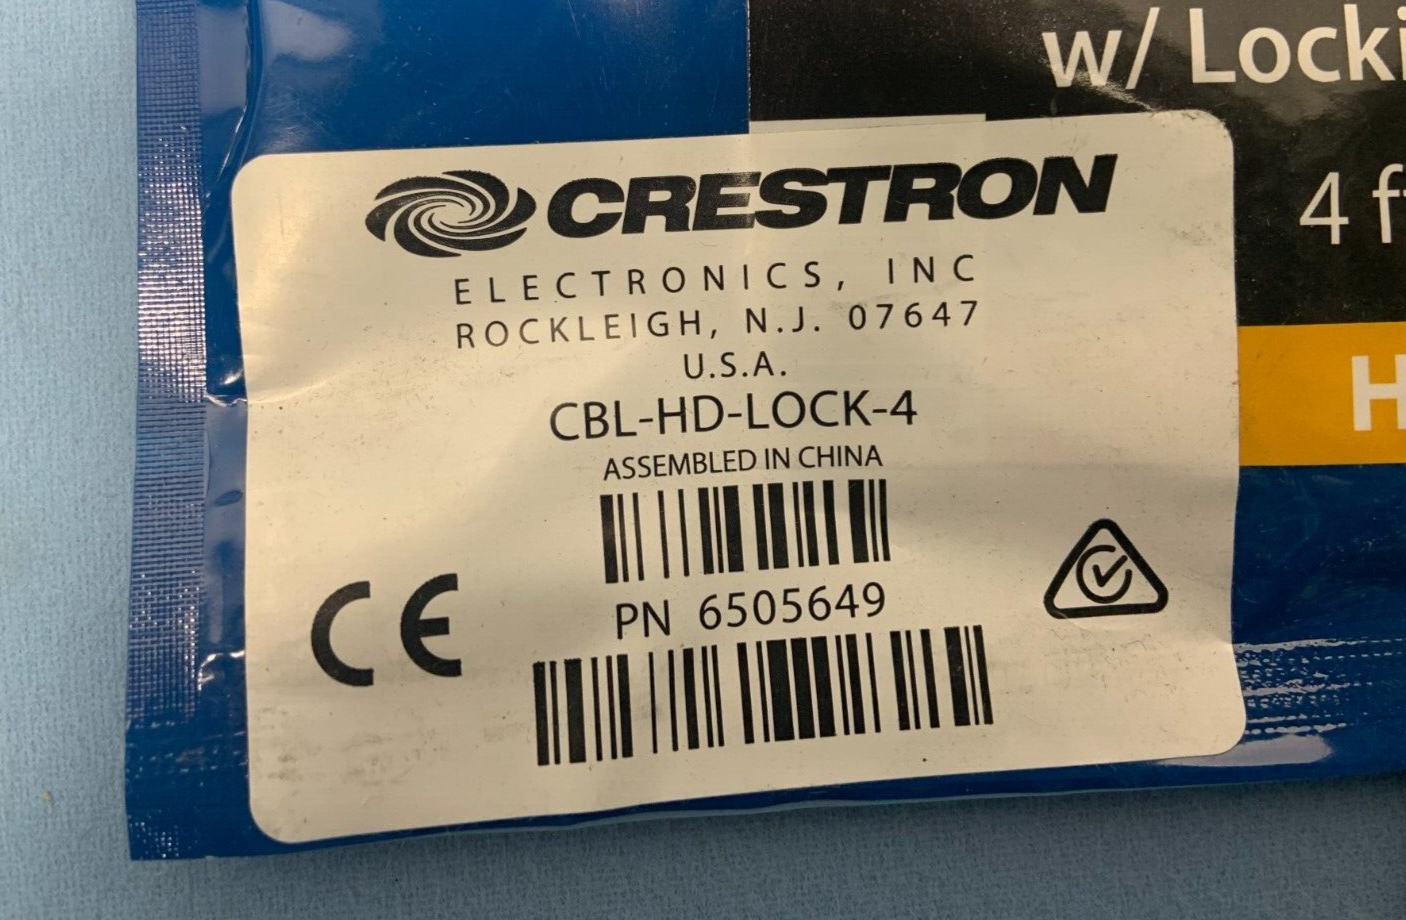 w/ Locki
4 f
CRESTRON
ELECTRONICS, INC
ROCKLEIGH, N.J. 07647
U.S.A.
CBL-HD-LOCK-4
ASSEMBLED IN CHINA
H
PN 6505649
CE